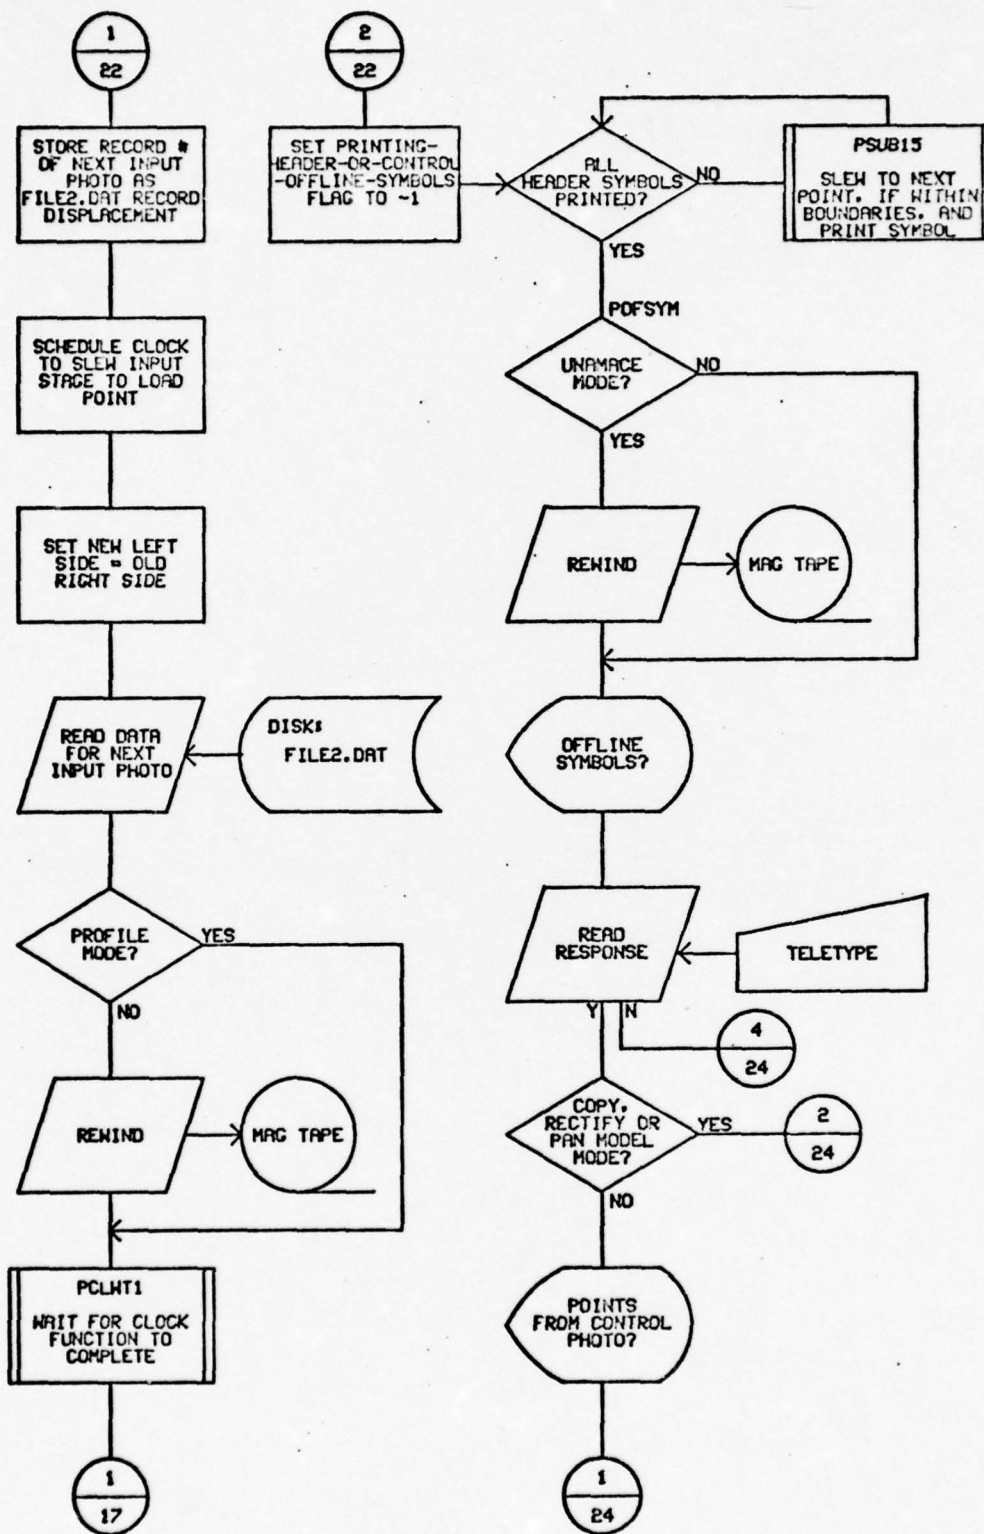 1
22
STORE RECORD #
OF NEXT INPUT
PHOTO AS
FILE2.DAT RECORD
DISPLACEMENT
SCHEDULE CLOCK
TO SLEW INPUT
STAGE TO LOAD
POINT
SET NEW LEFT
SIDE = OLD
RIGHT SIDE
READ DATA
FOR NEXT
INPUT PHOTO
DISK:
FILE2.DAT
PROFILE
MODE?
YES
NO
REWIND
MAG TAPE
PCLWT1
WAIT FOR CLOCK
FUNCTION TO
COMPLETE
1
17
2
22
SET PRINTING-
HEADER-OR-CONTROL
-OFFLINE-SYMBOLS
FLAG TO -1
ALL
HEADER SYMBOLS
PRINTED?
NO
PSUB15
SLEW TO NEXT
POINT, IF WITHIN
BOUNDARIES, AND
PRINT SYMBOL
YES
POFSYM
UNAMACE
MODE?
NO
YES
REWIND
MAG TAPE
OFFLINE
SYMBOLS?
READ
RESPONSE
TELETYPE
Y N
4
24
COPY,
RECTIFY OR
PAN MODEL
MODE?
YES
2
24
NO
POINTS
FROM CONTROL
PHOTO?
1
24